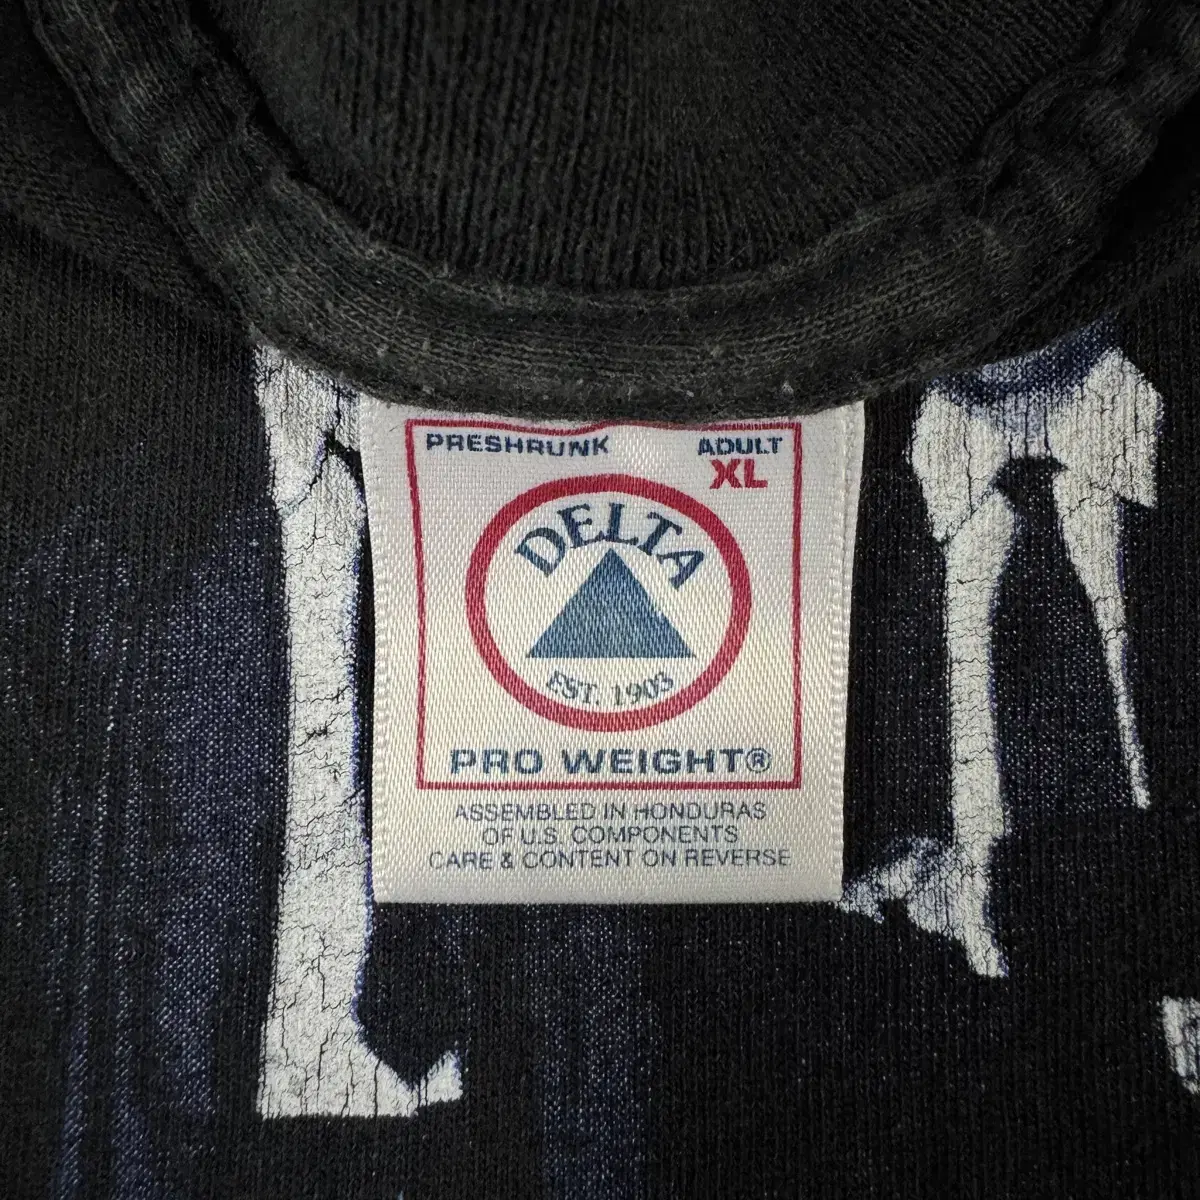 PRESHRUNK ADULT
XL
DELTA
EST. 1903
PRO WEIGHT®
ASSEMBLED IN HONDURAS
OF U.S. COMPONENTS
CARE & CONTENT ON REVERSE